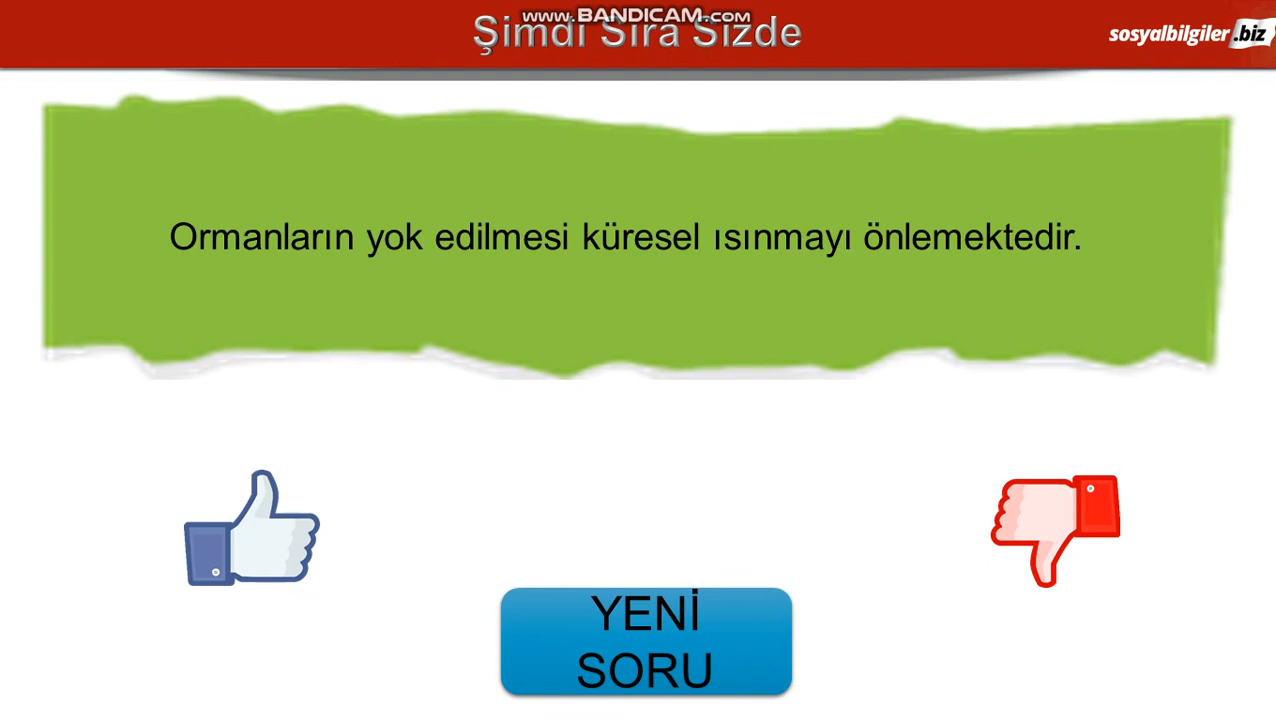 www.BANDICAM.com
Şimdi Sıra Sizde
sosyalbilgiler.biz
Ormanların yok edilmesi küresel ısınmayı önlemektedir.
YENİ
SORU